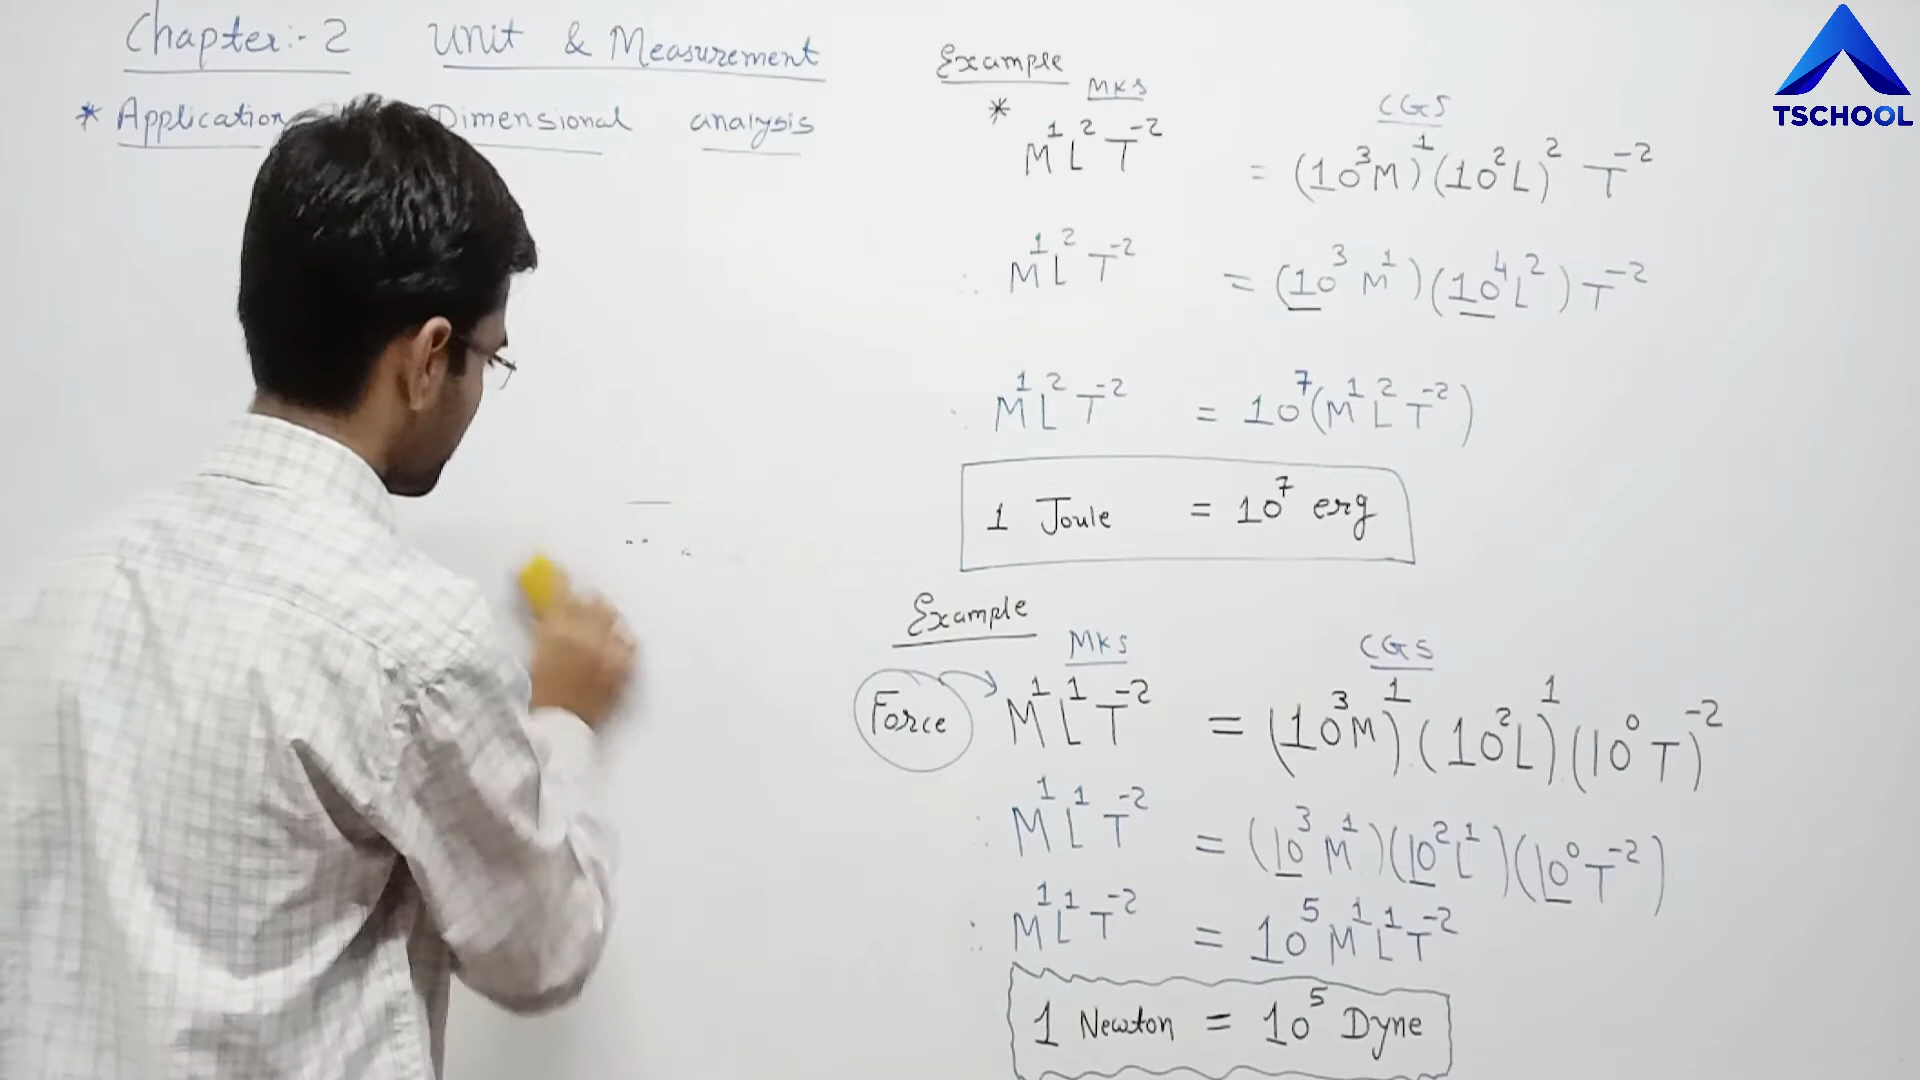 Chapter:- 2 Unit & Measurement
* Application Dimensional analysis
Example
MKS CGS
* M¹L²T⁻² = (10³M)¹(10²L)² T⁻²
∴ M¹L²T⁻² = (10³ M¹)(10⁴L²) T⁻²
∴ M¹L²T⁻² = 10⁷(M¹L²T⁻²)
1 Joule = 10⁷ erg
Example
MKS CGS
Force M¹L¹T⁻² = (10³M)¹(10²L)¹(10⁰T)⁻²
∴ M¹L¹T⁻² = (10³M¹)(10²L¹)(10⁰T⁻²)
∴ M¹L¹T⁻² = 10⁵M¹L¹T⁻²
1 Newton = 10⁵ Dyne
TSCHOOL